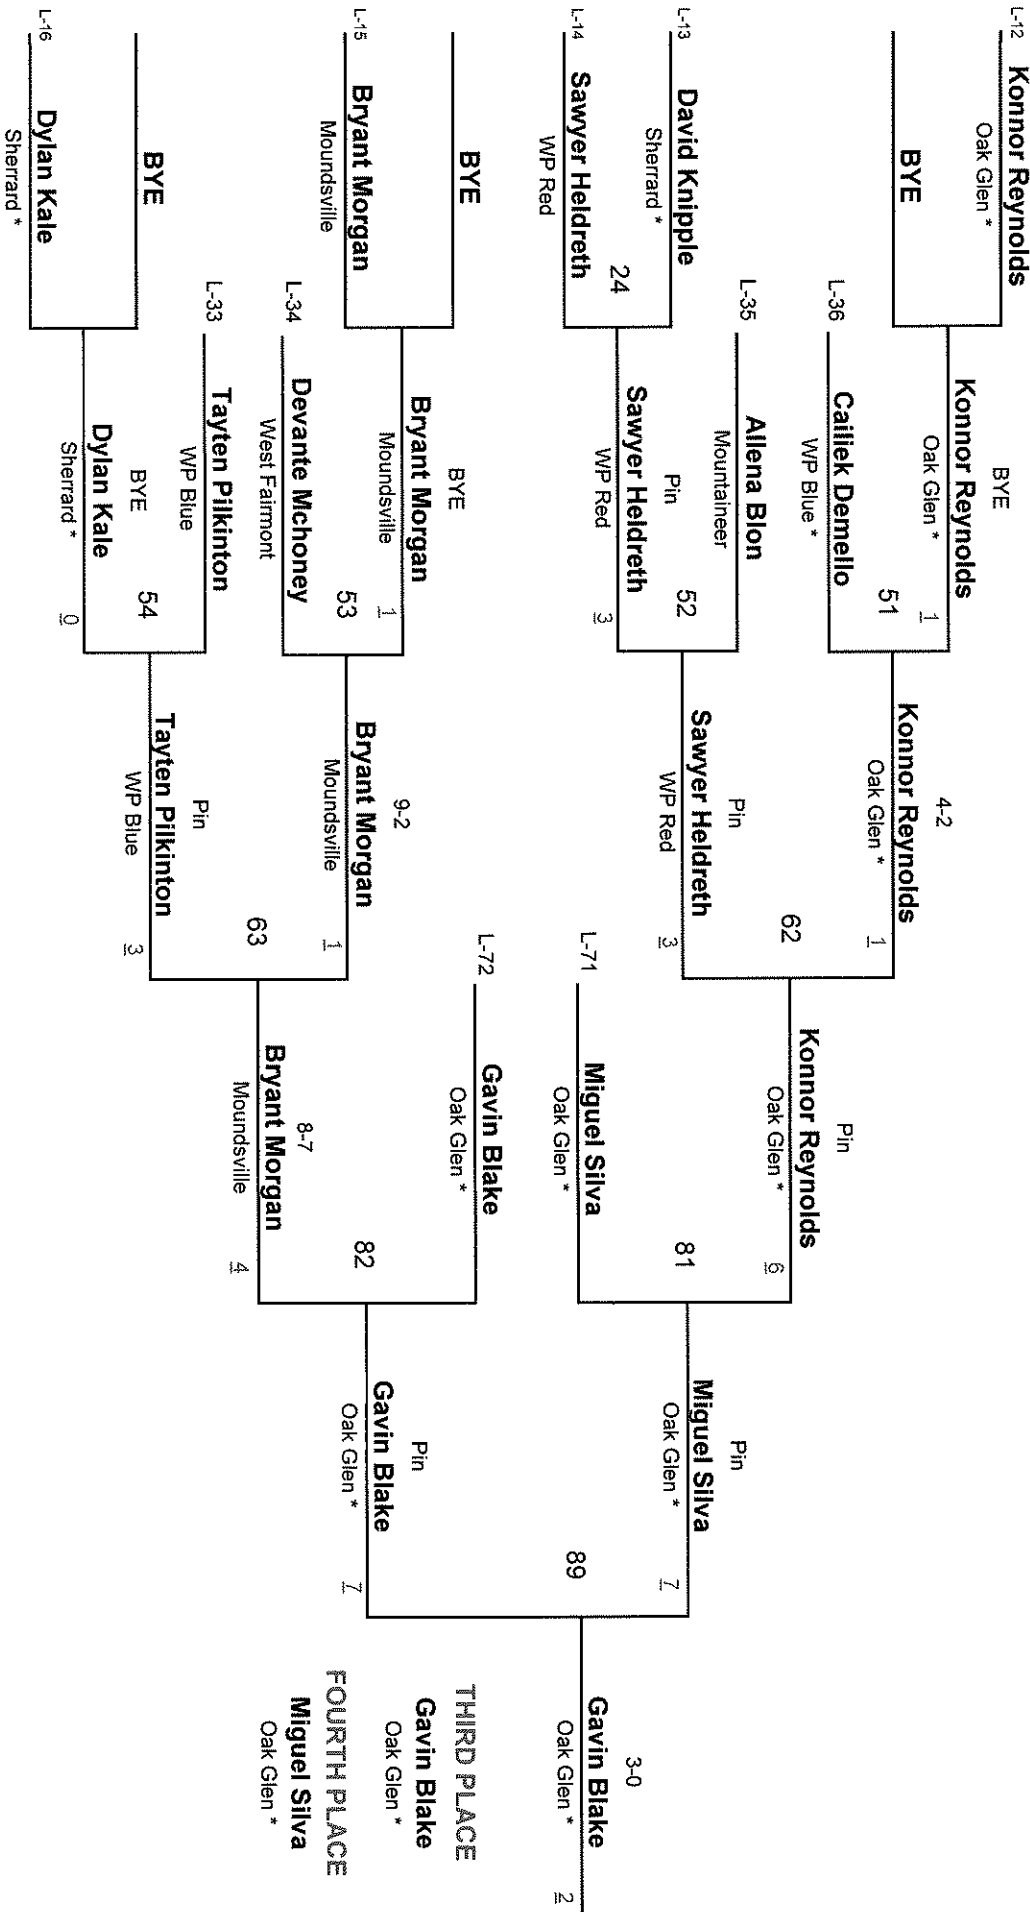 L-12 Konnor Reynolds
Oak Glen *
BYE
L-13 David Knipple
Sherrard *
24
L-14 Sawyer Heldreth
WP Red
BYE
L-15 Bryant Morgan
Moundsville
BYE
L-16 Dylan Kale
Sherrard *
BYE
Konnor Reynolds
Oak Glen * 1
51
L-36 Cailiek Demello
WP Blue *
L-35 Allena Blon
Mountaineer
52
Pin
Sawyer Heldreth
WP Red 3
BYE
Bryant Morgan
Moundsville 1
53
L-34 Devante Mchoney
West Fairmont
L-33 Tayten Pilkinton
WP Blue
54
BYE
Dylan Kale
Sherrard * 0
4-2
Konnor Reynolds
Oak Glen * 1
62
Pin
Sawyer Heldreth
WP Red 3
9-2
Bryant Morgan
Moundsville 1
63
Pin
Tayten Pilkinton
WP Blue 3
Pin
Konnor Reynolds
Oak Glen * 6
81
L-71 Miguel Silva
Oak Glen *
L-72 Gavin Blake
Oak Glen *
82
8-7
Bryant Morgan
Moundsville 4
Pin
Miguel Silva
Oak Glen * 7
89
Pin
Gavin Blake
Oak Glen * 7
3-0
Gavin Blake
Oak Glen * 2
THIRD PLACE
Gavin Blake
Oak Glen *
FOURTH PLACE
Miguel Silva
Oak Glen *